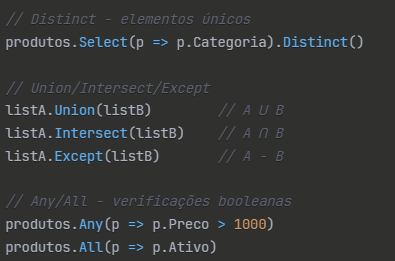 // Distinct - elementos únicos
produtos.Select(p => p.Categoria).Distinct()
// Union/Intersect/Except
listA.Union(listB)        // A ∪ B
listA.Intersect(listB)    // A ∩ B
listA.Except(listB)       // A - B
// Any/All - verificações booleanas
produtos.Any(p => p.Preco > 1000)
produtos.All(p => p.Ativo)